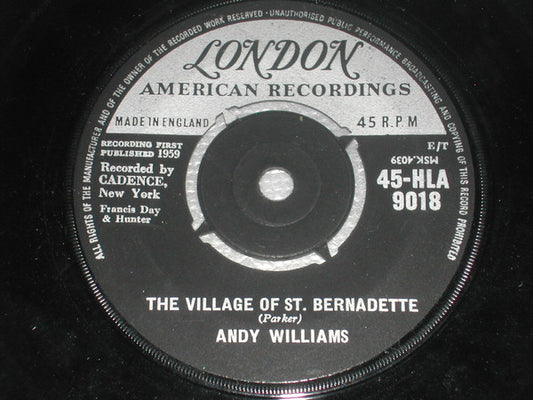 ALL RIGHTS OF THE MANUFACTURER AND OF THE OWNER OF THE RECORDED WORK RESERVED · UNAUTHORISED PUBLIC PERFORMANCE BROADCASTING AND COPYING OF THIS RECORD PROHIBITED
LONDON
AMERICAN RECORDINGS
MADE IN ENGLAND 45 R.P.M
RECORDING FIRST
PUBLISHED 1959
E/T
MSK.4039
Recorded by
CADENCE,
New York
45-HLA
9018
Francis Day
& Hunter
THE VILLAGE OF ST. BERNADETTE
(Parker)
ANDY WILLIAMS